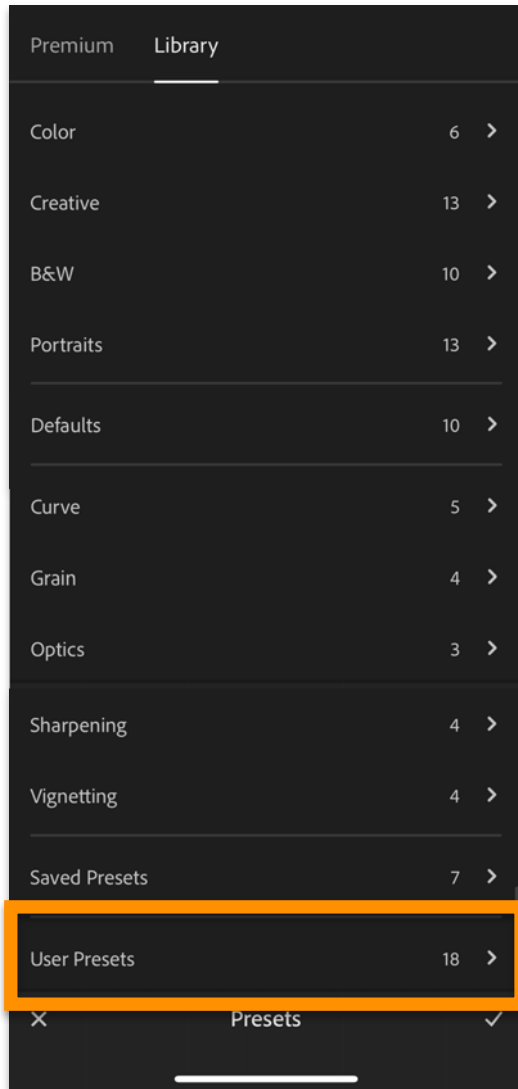 Premium Library
Color 6
Creative 13
B&W 10
Portraits 13
Defaults 10
Curve 5
Grain 4
Optics 3
Sharpening 4
Vignetting 4
Saved Presets 7
User Presets 18
Presets